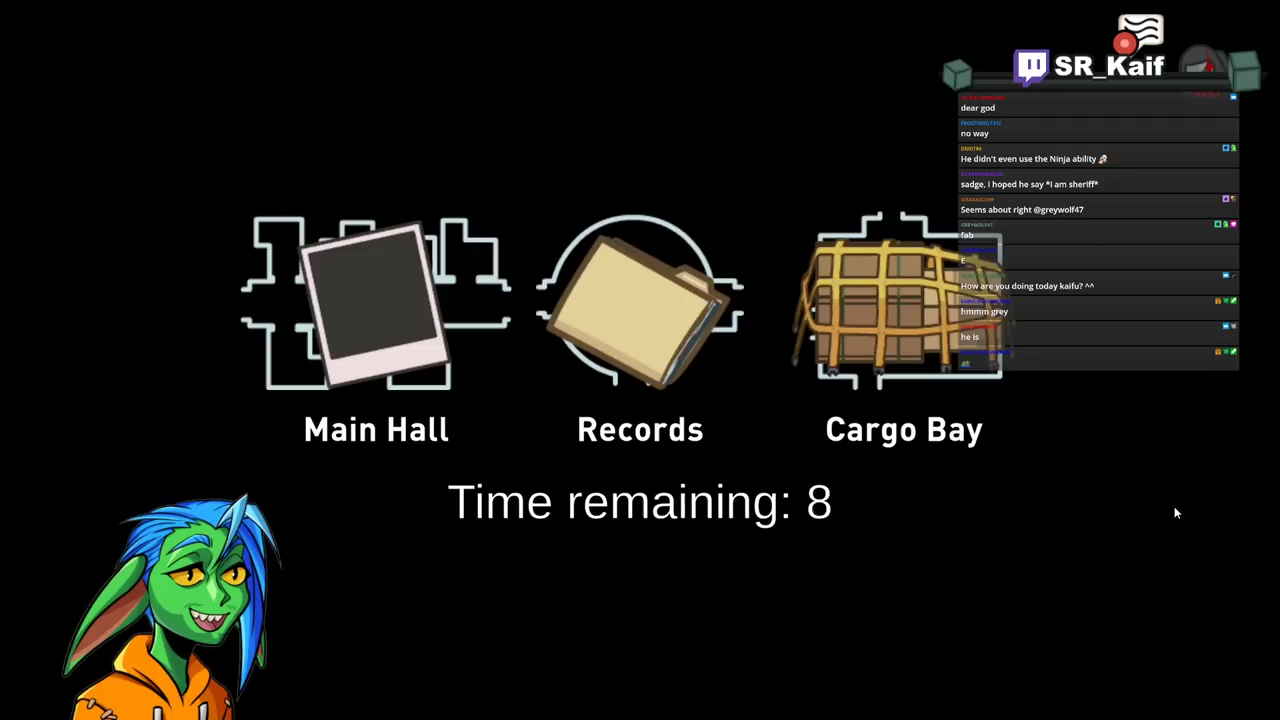 SR_Kaif
dear god
no way
He didn't even use the Ninja ability
sadge, i hoped he say *i am sheriff*
Seems about right @greywolf47
fab
E
How are you doing today kaifu? ^^
hmmm grey
he is
Main Hall
Records
Cargo Bay
Time remaining: 8